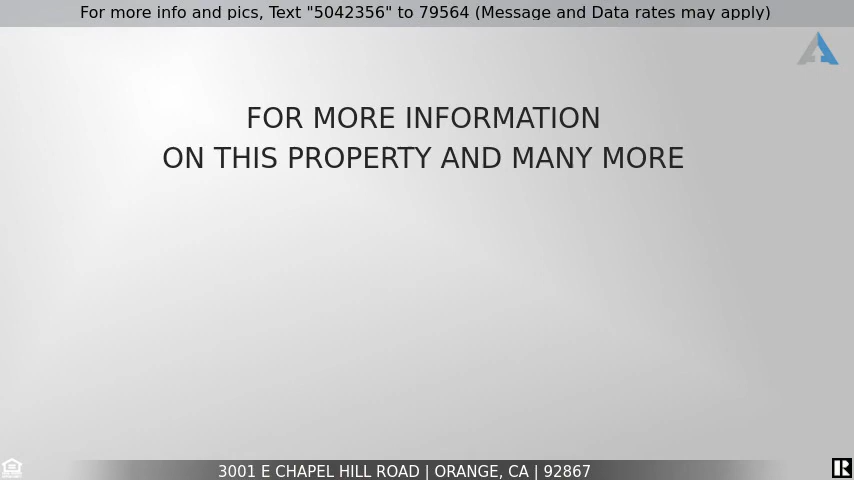 For more info and pics, Text "5042356" to 79564 (Message and Data rates may apply)
FOR MORE INFORMATION
ON THIS PROPERTY AND MANY MORE
3001 E CHAPEL HILL ROAD | ORANGE, CA | 92867